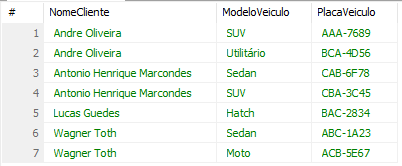 # NomeCliente ModeloVeiculo PlacaVeiculo
1 Andre Oliveira SUV AAA-7689
2 Andre Oliveira Utilitário BCA-4D56
3 Antonio Henrique Marcondes Sedan CAB-6F78
4 Antonio Henrique Marcondes SUV CBA-3C45
5 Lucas Guedes Hatch BAC-2834
6 Wagner Toth Sedan ABC-1A23
7 Wagner Toth Moto ACB-5E67